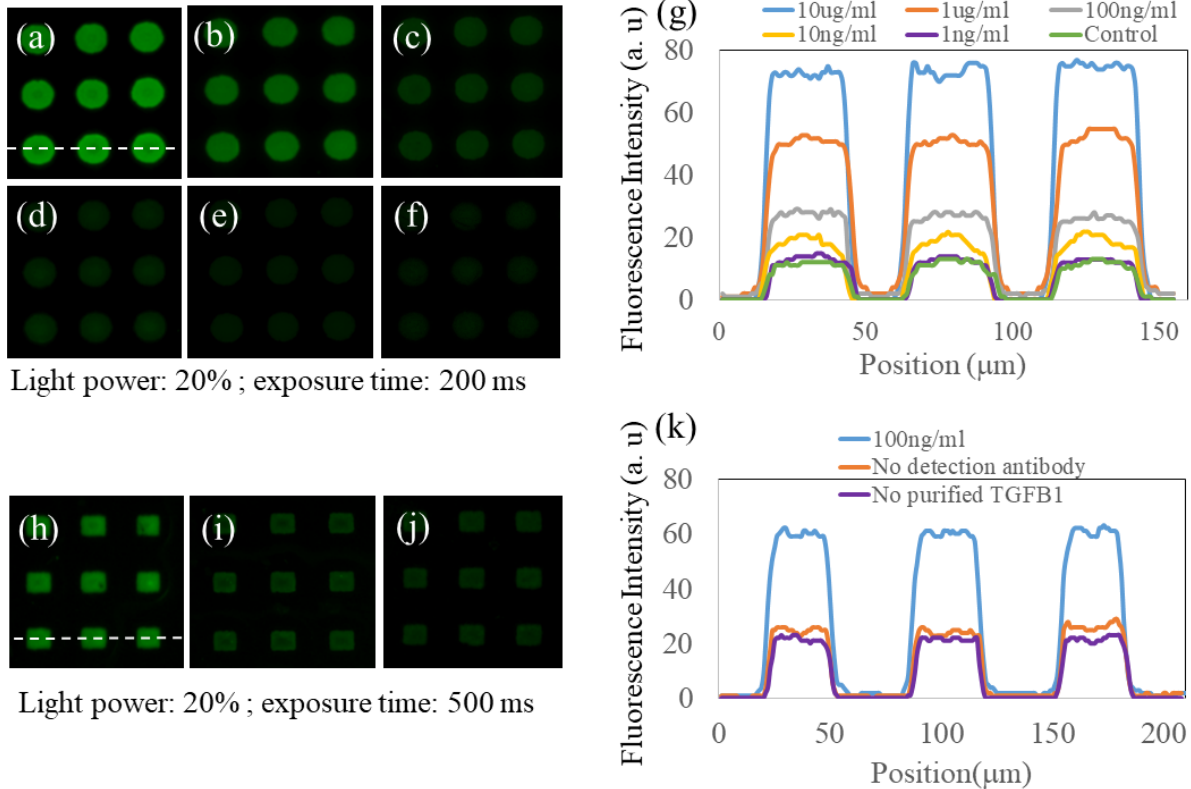 (a)
(b)
(c)
(d)
(e)
(f)
Light power: 20% ; exposure time: 200 ms
(h)
(i)
(j)
Light power: 20% ; exposure time: 500 ms
(g)
10ug/ml 1ug/ml 100ng/ml
10ng/ml 1ng/ml Control
Fluorescence Intensity (a. u)
80
60
40
20
0
0 50 100 150
Position (μm)
(k)
100ng/ml
No detection antibody
No purified TGFB1
Fluorescence Intensity (a. u)
80
60
40
20
0
0 50 100 150 200
Position(μm)